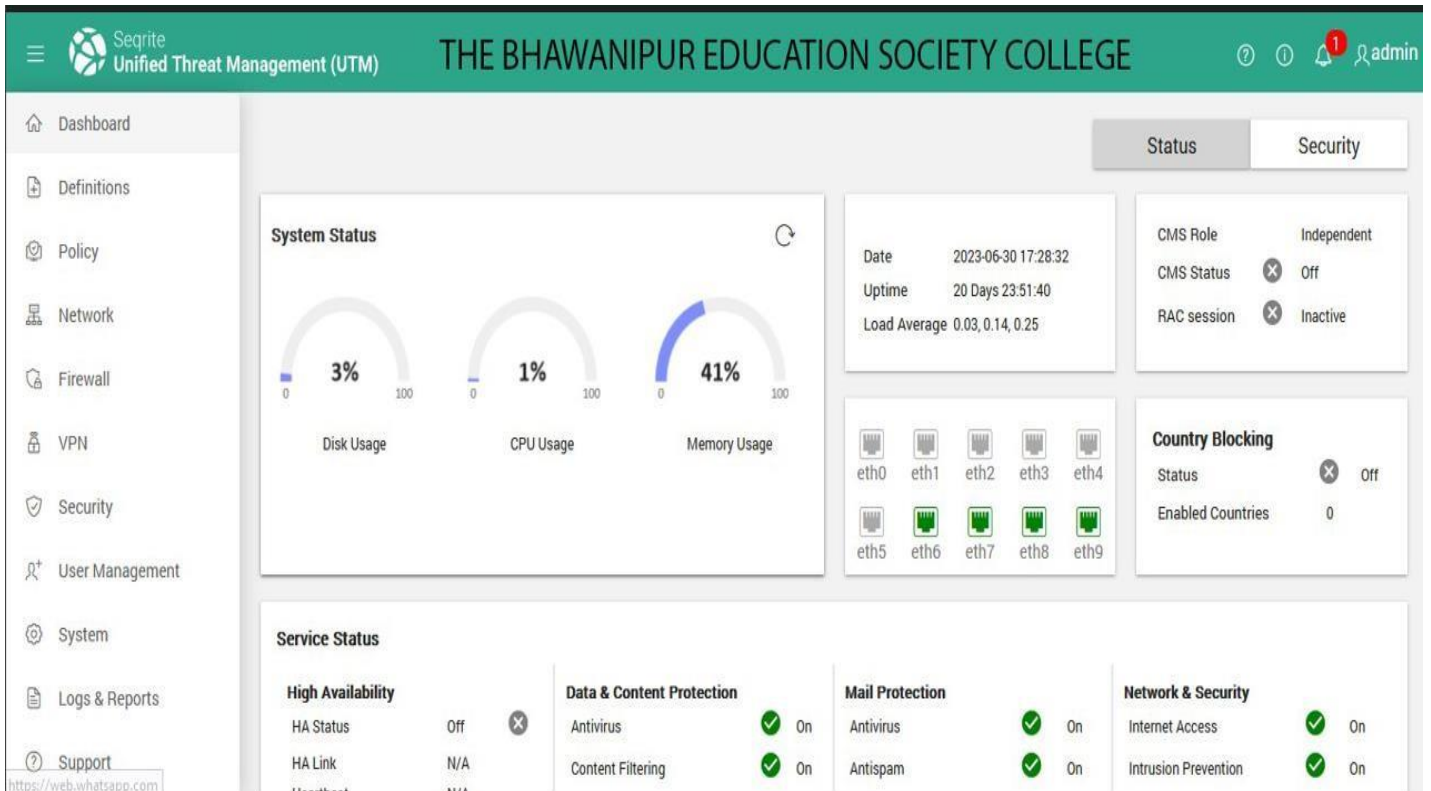 Seqrite
Unified Threat Management (UTM)
THE BHAWANIPUR EDUCATION SOCIETY COLLEGE
1
admin
Dashboard
Definitions
Policy
Network
Firewall
VPN
Security
User Management
System
Logs & Reports
Support
https://web.whatsapp.com
Status Security
System Status
3%
0 100
Disk Usage
1%
0 100
CPU Usage
41%
0 100
Memory Usage
Date 2023-06-30 17:28:32
Uptime 20 Days 23:51:40
Load Average 0.03, 0.14, 0.25
CMS Role Independent
CMS Status Off
RAC session Inactive
eth0 eth1 eth2 eth3 eth4
eth5 eth6 eth7 eth8 eth9
Country Blocking
Status Off
Enabled Countries 0
Service Status
High Availability
HA Status Off
HA Link N/A
Data & Content Protection
Antivirus On
Content Filtering On
Mail Protection
Antivirus On
Antispam On
Network & Security
Internet Access On
Intrusion Prevention On